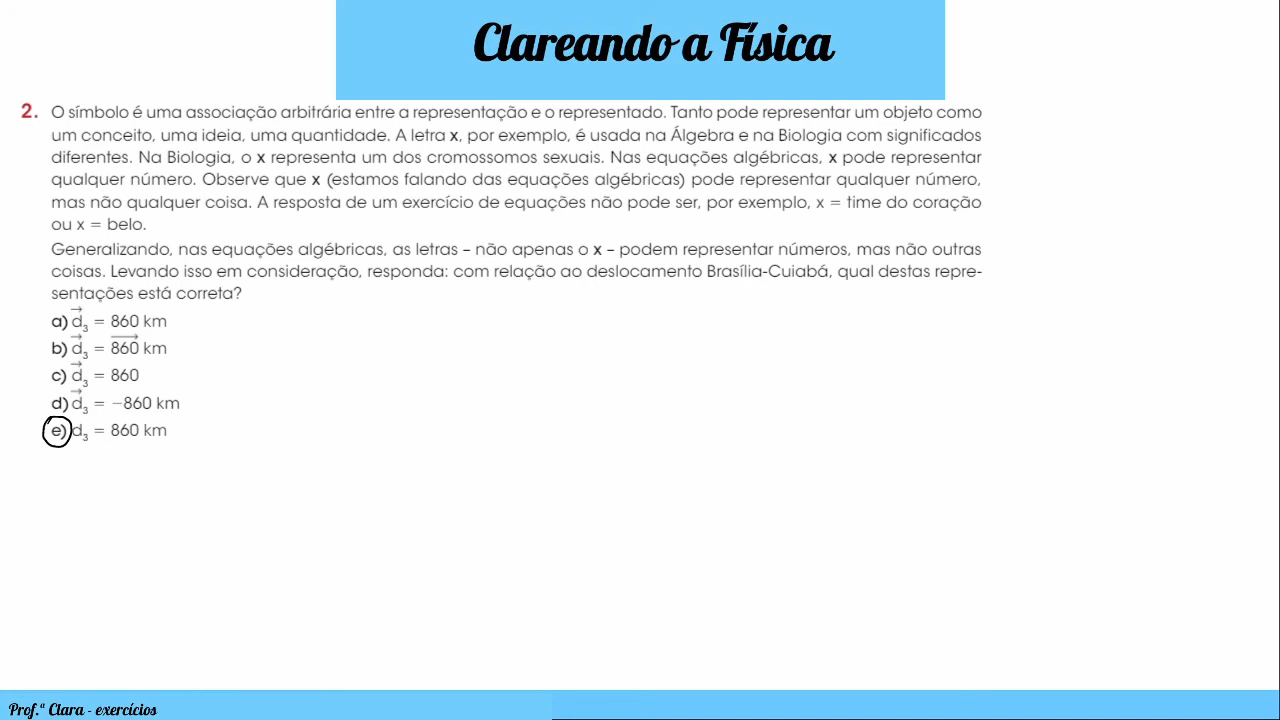 Clareando a Física
2. O símbolo é uma associação arbitrária entre a representação e o representado. Tanto pode representar um objeto como
um conceito, uma ideia, uma quantidade. A letra x, por exemplo, é usada na Álgebra e na Biologia com significados
diferentes. Na Biologia, o x representa um dos cromossomos sexuais. Nas equações algébricas, x pode representar
qualquer número. Observe que x (estamos falando das equações algébricas) pode representar qualquer número,
mas não qualquer coisa. A resposta de um exercício de equações não pode ser, por exemplo, x = time do coração
ou x = belo.
Generalizando, nas equações algébricas, as letras – não apenas o x – podem representar números, mas não outras
coisas. Levando isso em consideração, responda: com relação ao deslocamento Brasília-Cuiabá, qual destas repre-
sentações está correta?
a) d⃗₃ = 860 km
b) d⃗₃ = 8⃗6⃗0⃗ km
c) d⃗₃ = 860
d) d⃗₃ = −860 km
e) d₃ = 860 km
Prof.ª Clara - exercícios